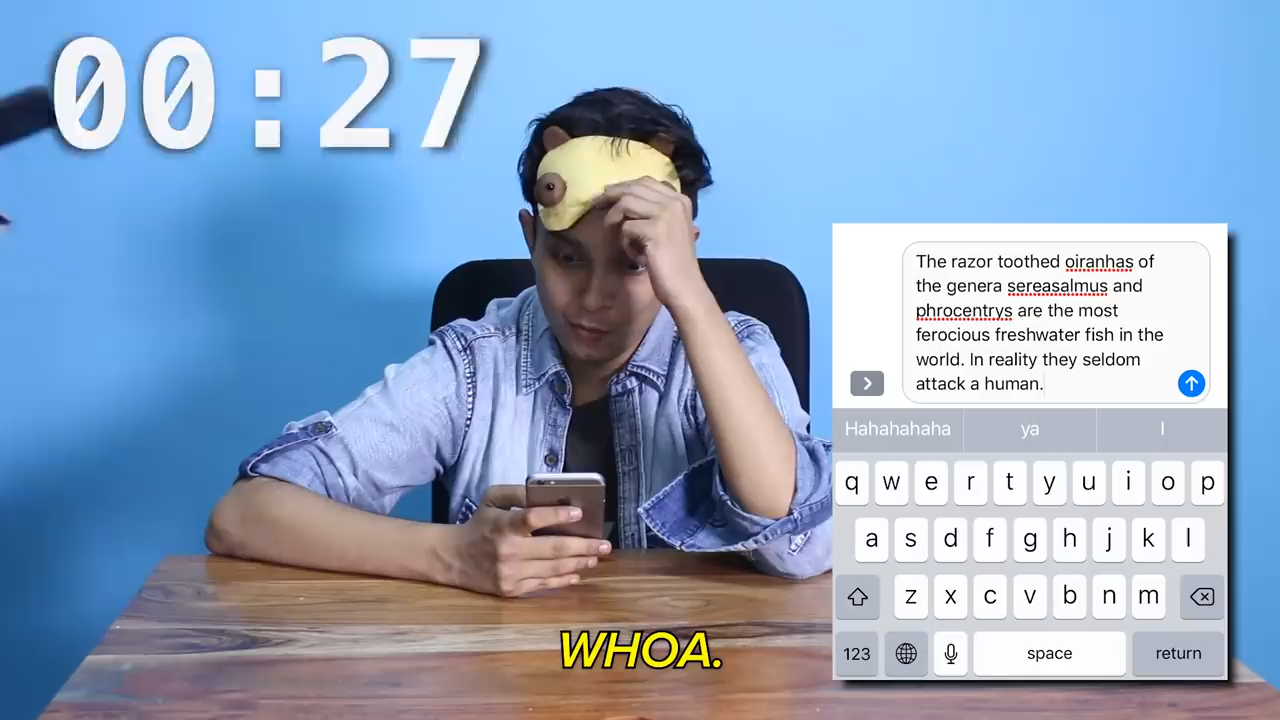 00:27
The razor toothed oiranhas of
the genera sereasalmus and
phrocentrys are the most
ferocious freshwater fish in the
world. In reality they seldom
attack a human.
Hahahahaha ya I
q w e r t y u i o p
a s d f g h j k l
z x c v b n m
123 space return
WHOA.